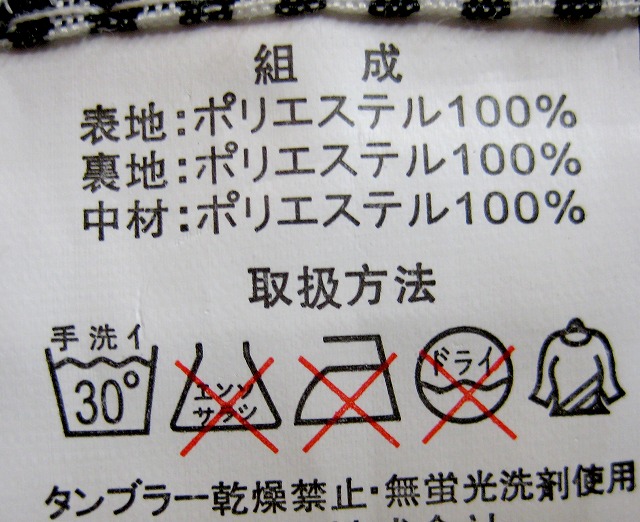 組 成
表地:ポリエステル100%
裏地:ポリエステル100%
中材:ポリエステル100%
取扱方法
手洗イ
30°
エンソ
サラシ
ドライ
タンブラー乾燥禁止・無蛍光洗剤使用